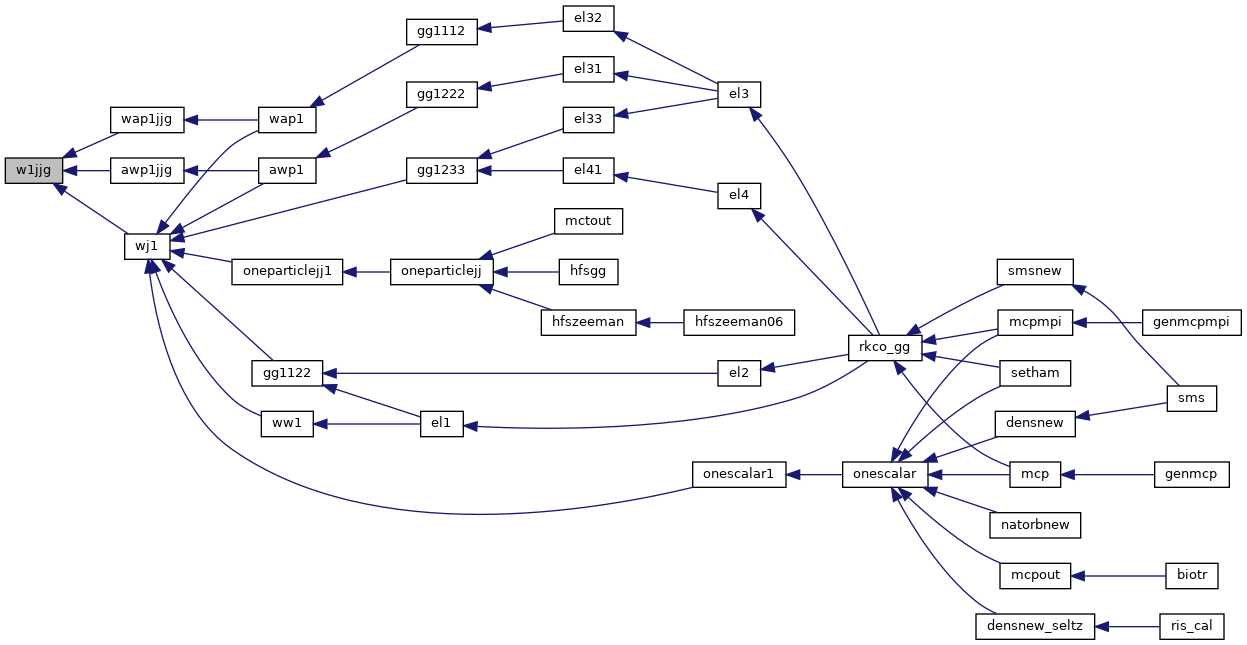 w1jjg
wap1jjg
awp1jjg
wj1
wap1
awp1
oneparticlejj1
gg1122
ww1
gg1112
gg1222
gg1233
oneparticlejj
el1
el32
el31
el33
el41
mctout
hfsgg
hfszeeman
el3
el4
hfszeeman06
el2
onescalar1
rkco_gg
onescalar
smsnew
mcpmpi
setham
densnew
mcp
natorbnew
mcpout
densnew_seltz
genmcpmpi
sms
genmcp
biotr
ris_cal